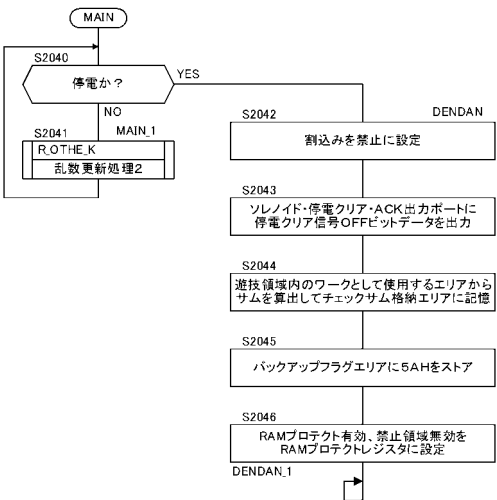 MAIN
S2040
停電か？
YES
NO
S2041
MAIN_1
R_OTHE_K
乱数更新処理２
S2042
DENDAN
割込みを禁止に設定
S2043
ソレノイド・停電クリア・ACK出力ポートに
停電クリア信号OFFビットデータを出力
S2044
遊技領域内のワークとして使用するエリアから
サムを算出してチェックサム格納エリアに記憶
S2045
バックアップフラグエリアに５AHをストア
S2046
RAMプロテクト有効、禁止領域無効を
RAMプロテクトレジスタに設定
DENDAN_1